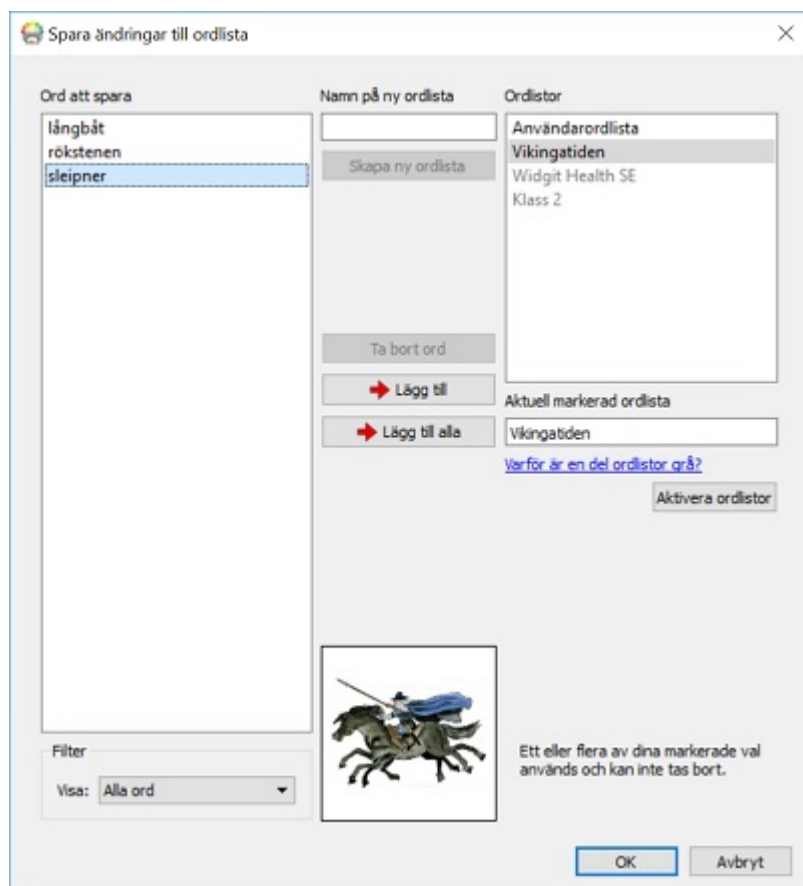 Spara ändringar till ordlista
Ord att spara
långbåt
rökstenen
sleipner
Filter
Visa: Alla ord
Namn på ny ordlista
Skapa ny ordlista
Ta bort ord
Lägg till
Lägg till alla
Ordlistor
Användarordlista
Vikingatiden
Widgit Health SE
Klass 2
Aktuell markerad ordlista
Vikingatiden
Varför är en del ordlistor grå?
Aktivera ordlistor
Ett eller flera av dina markerade val
används och kan inte tas bort.
OK
Avbryt